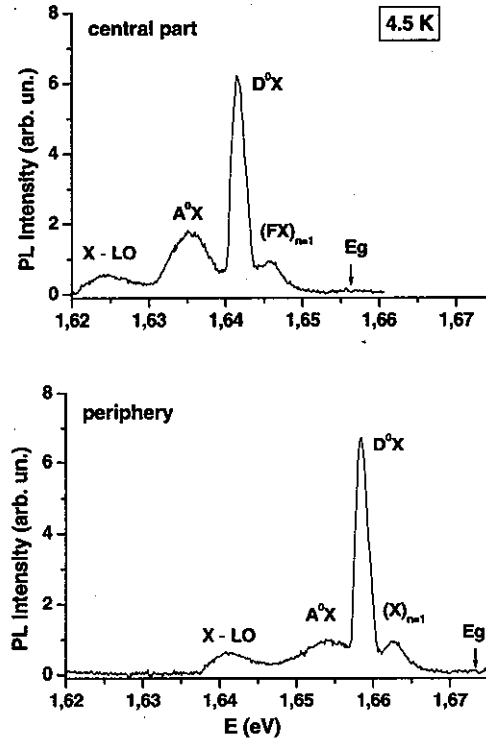 central part
4.5 K
D⁰X
A⁰X
(FX)n=1
X - LO
Eg
PL Intensity (arb. un.)
8
6
4
2
0
1,62 1,63 1,64 1,65 1,66 1,67
periphery
D⁰X
A⁰X
(X)n=1
X - LO
Eg
PL Intensity (arb. un.)
8
6
4
2
0
1,62 1,63 1,64 1,65 1,66 1,67
E (eV)